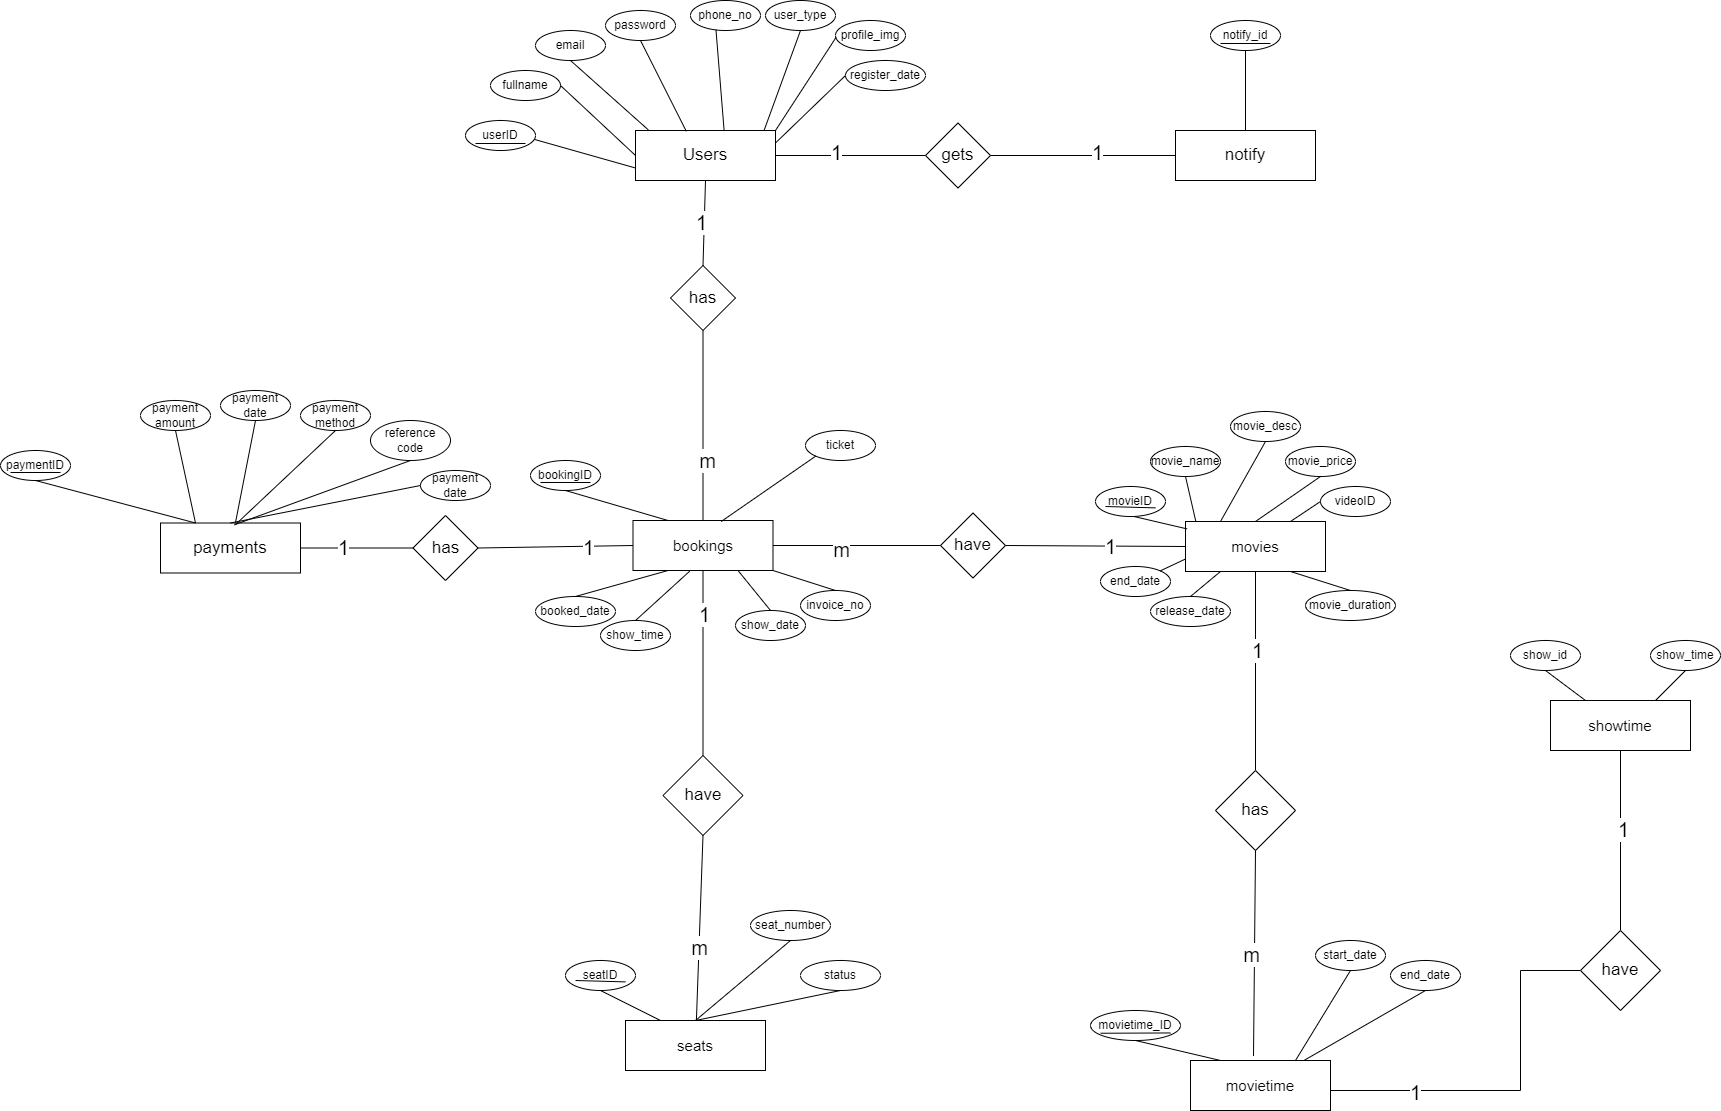 phone_no
user_type
password
profile_img
notify_id
email
register_date
fullname
userID
Users
1
gets
1
notify
1
has
m
payment
date
payment
amount
payment
method
reference
code
paymentID
payment
date
ticket
bookingID
movie_desc
movie_name
movie_price
movieID
videoID
payments
1
has
1
bookings
m
have
1
movies
end_date
booked_date
show_time
1
show_date
invoice_no
release_date
movie_duration
1
show_id
show_time
showtime
1
have
has
seat_number
m
seatID
status
seats
m
start_date
end_date
have
movietime_ID
movietime
1